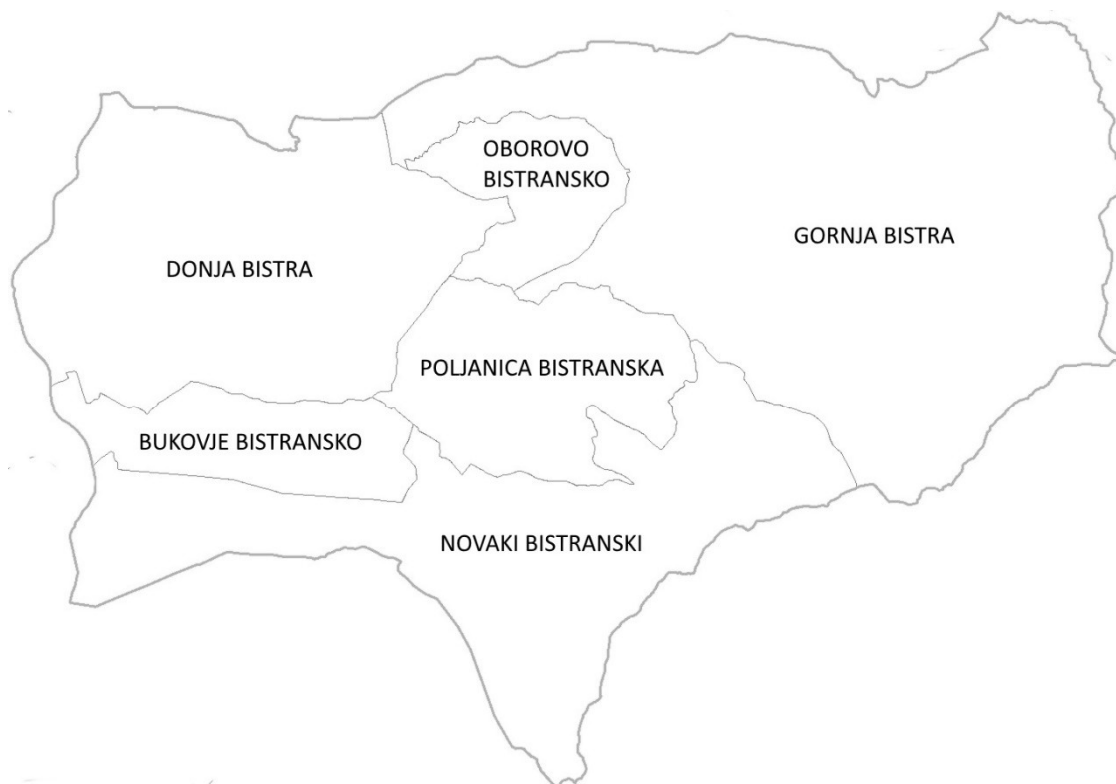 OBOROVO
BISTRANSKO
GORNJA BISTRA
DONJA BISTRA
POLJANICA BISTRANSKA
BUKOVJE BISTRANSKO
NOVAKI BISTRANSKI